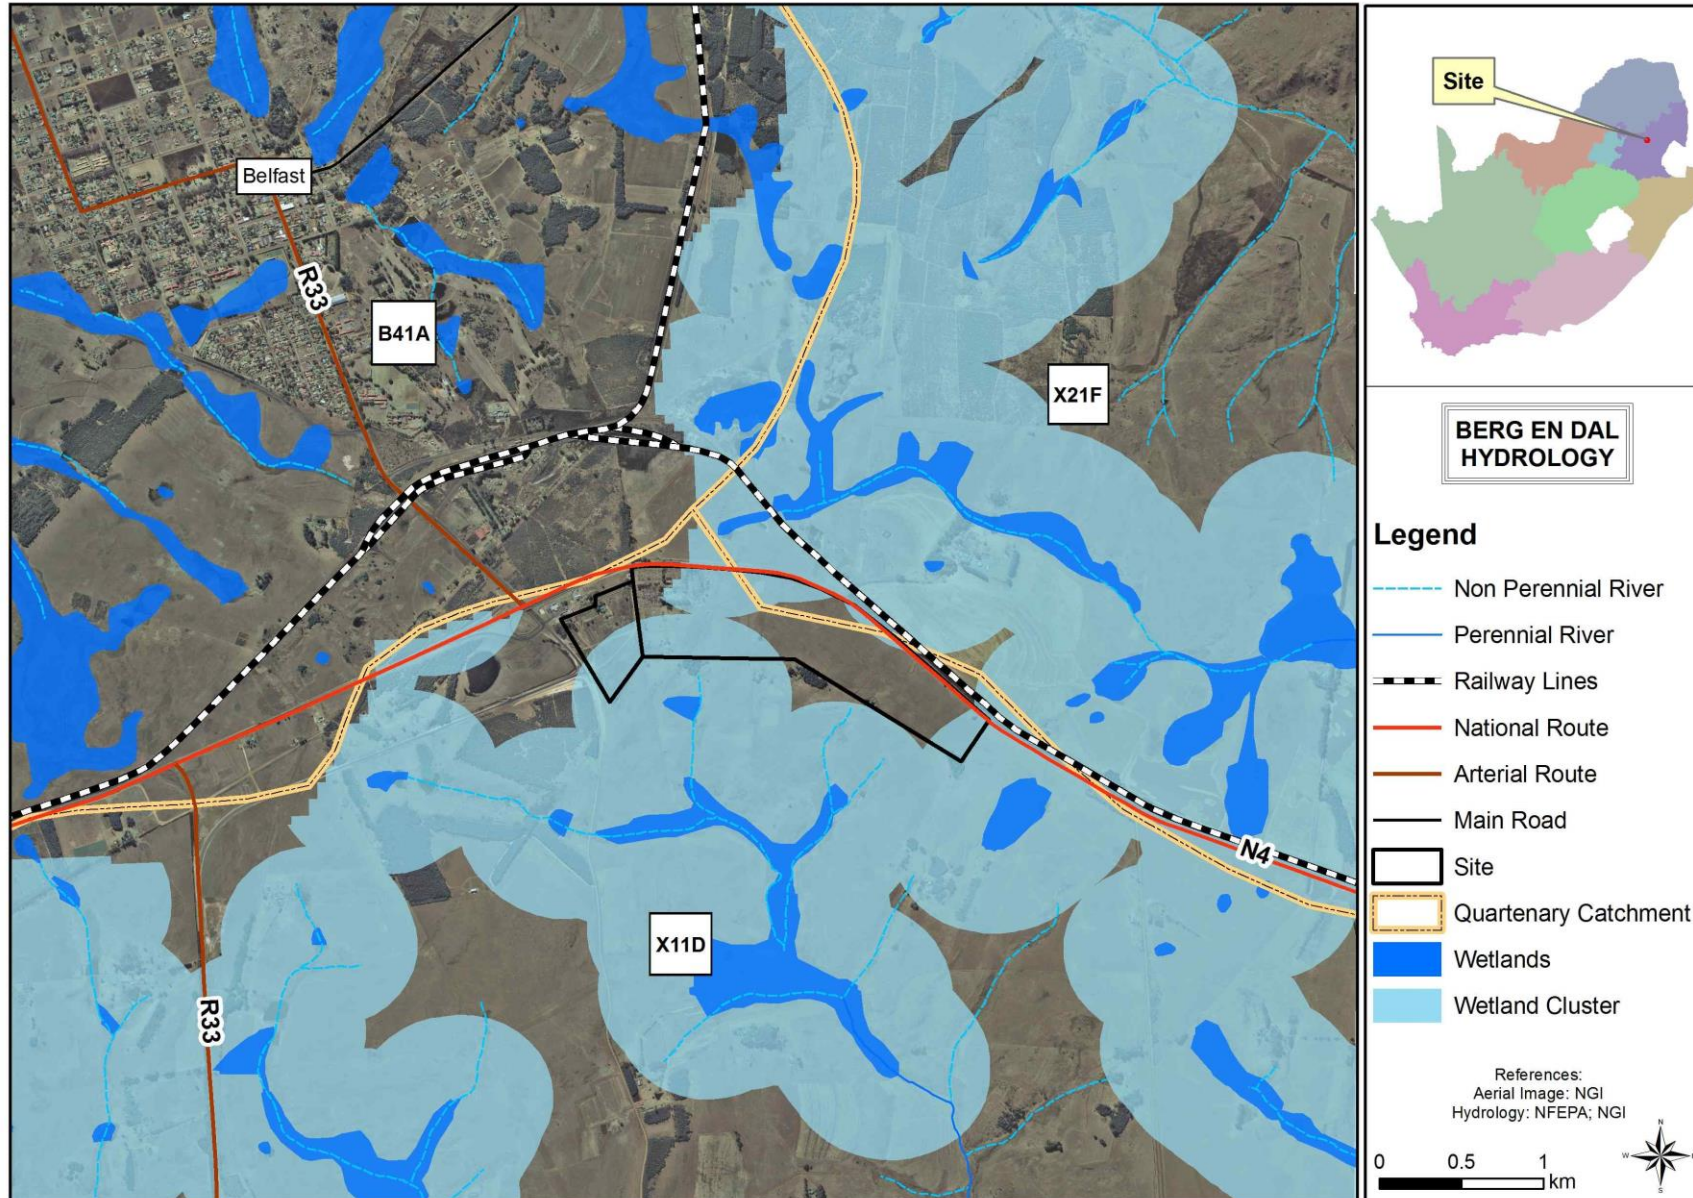 Belfast
R33
B41A
X21F
X11D
R33
N4
Site
BERG EN DAL
HYDROLOGY
Legend
Non Perennial River
Perennial River
Railway Lines
National Route
Arterial Route
Main Road
Site
Quartenary Catchment
Wetlands
Wetland Cluster
References:
Aerial Image: NGI
Hydrology: NFEPA; NGI
N
W
S
0 0.5 1
km